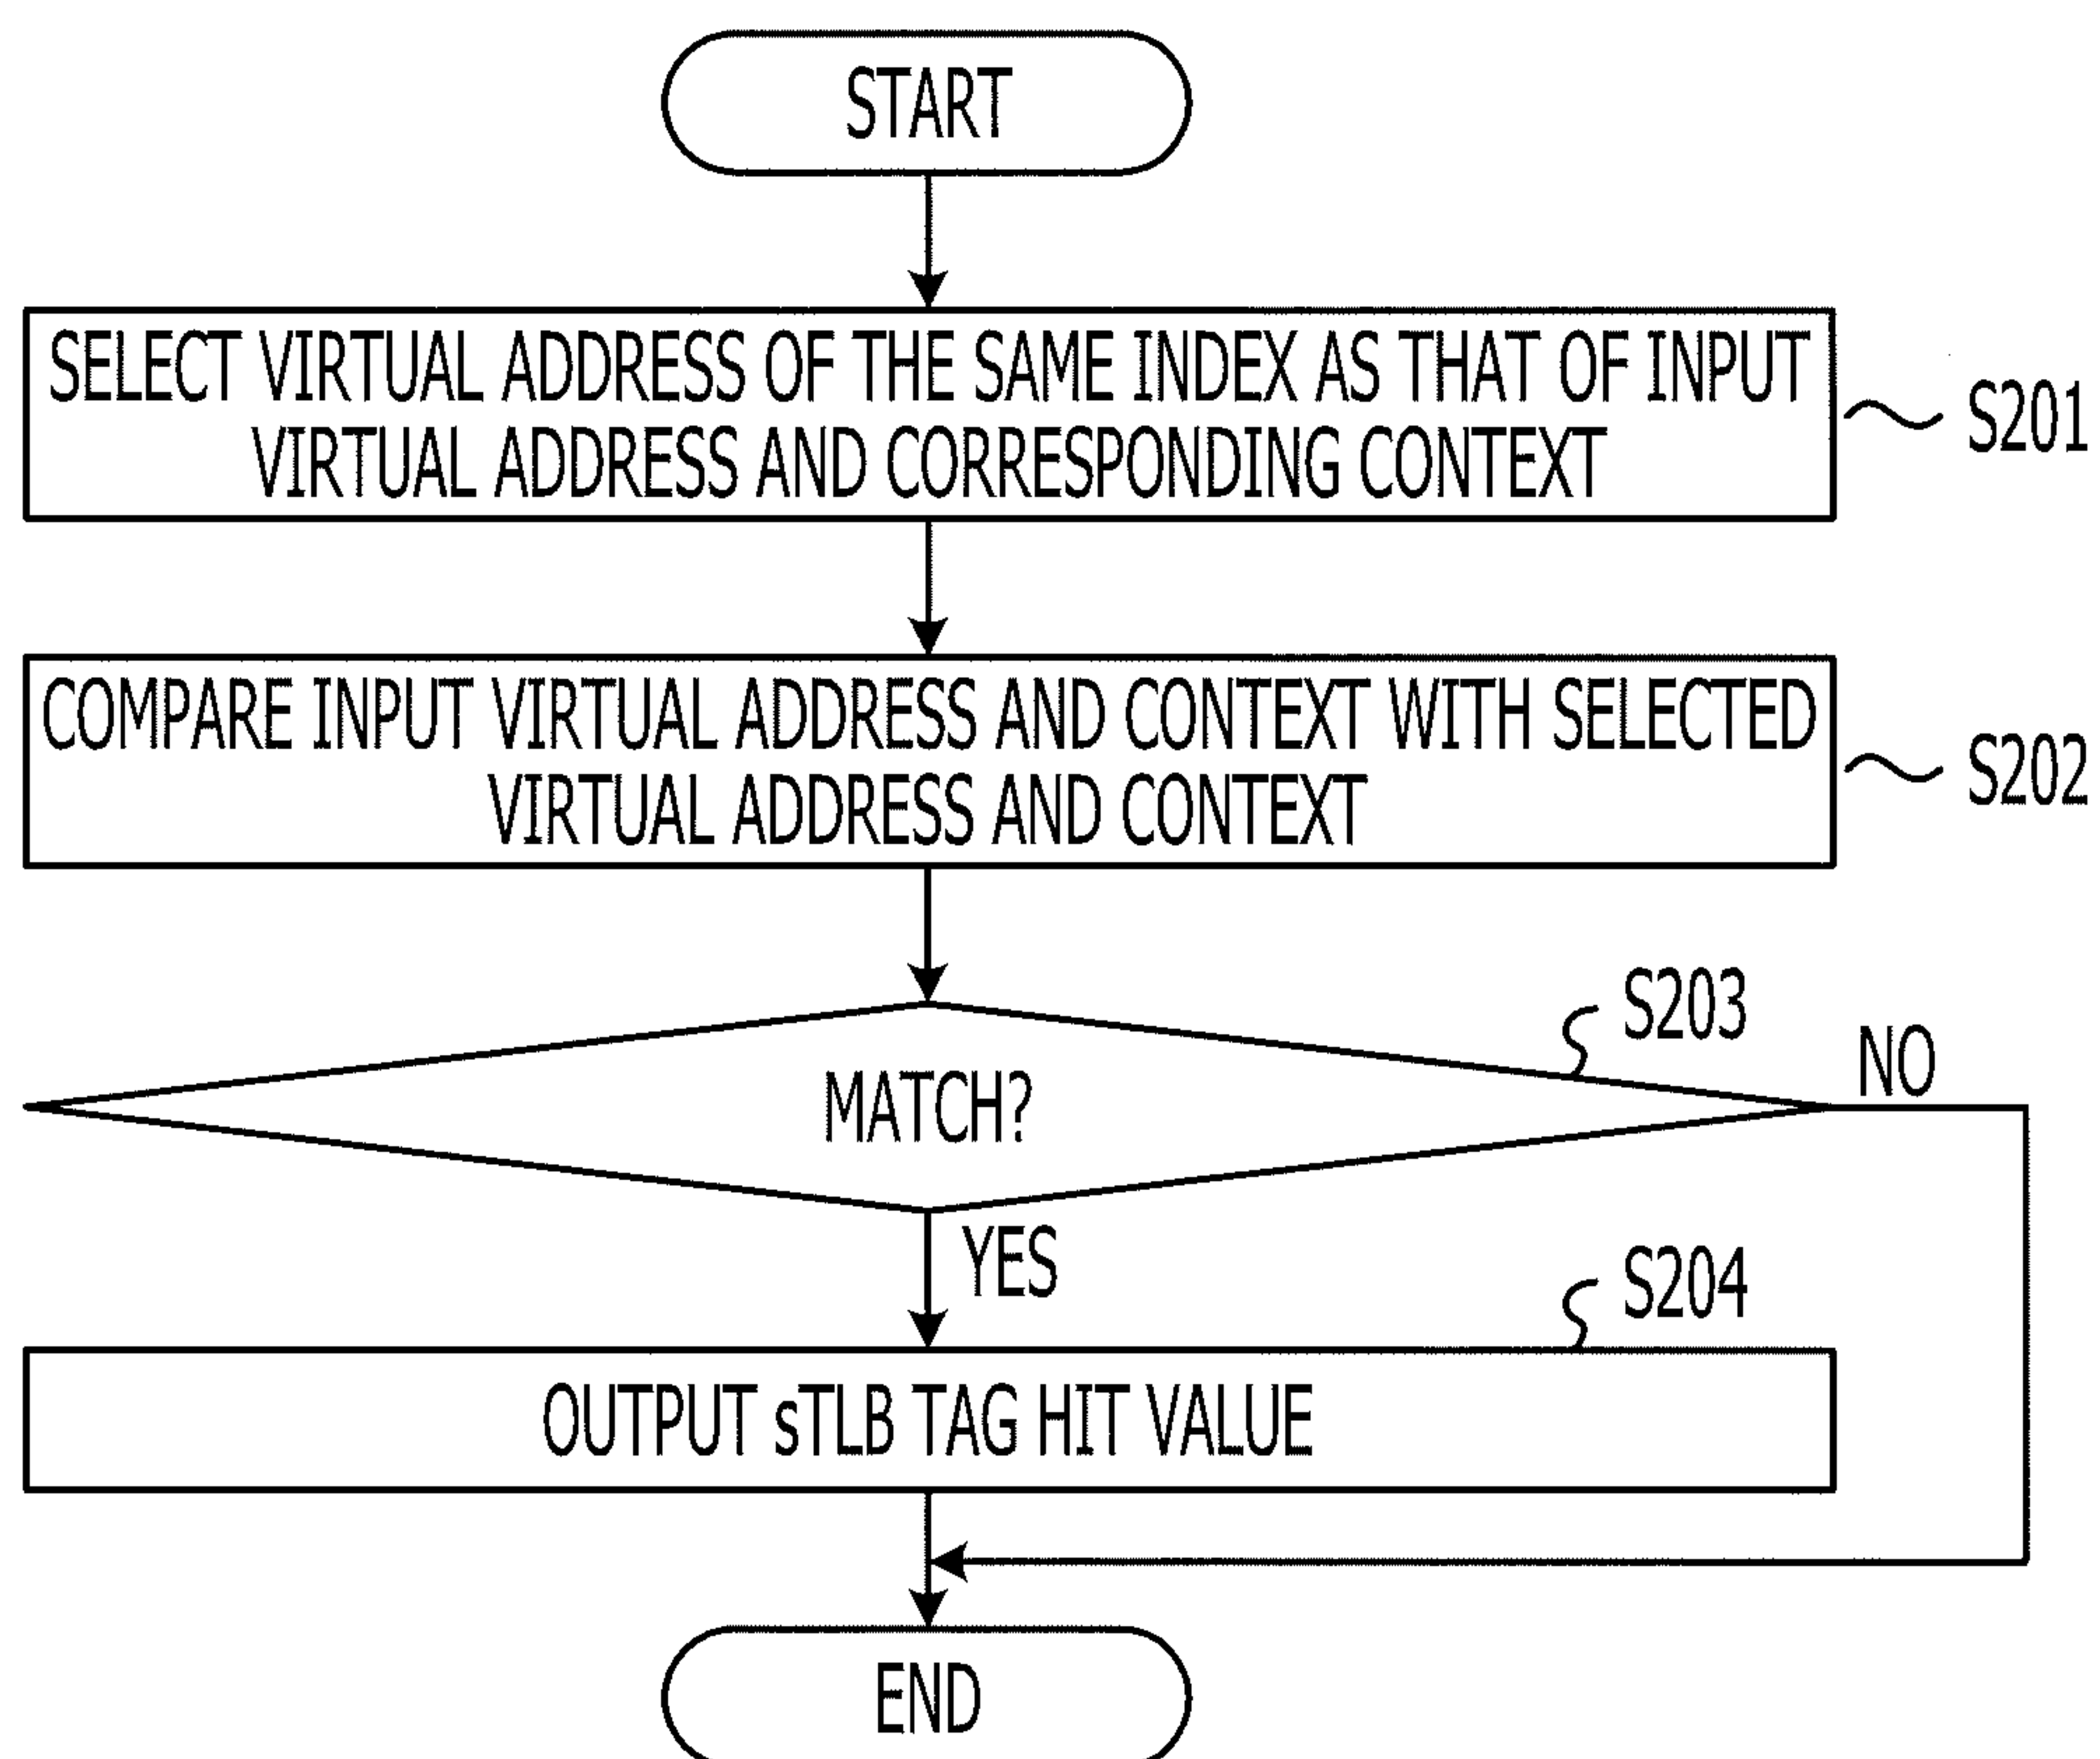 START
SELECT VIRTUAL ADDRESS OF THE SAME INDEX AS THAT OF INPUT
VIRTUAL ADDRESS AND CORRESPONDING CONTEXT
S201
COMPARE INPUT VIRTUAL ADDRESS AND CONTEXT WITH SELECTED
VIRTUAL ADDRESS AND CONTEXT
S202
S203
NO
MATCH?
YES
S204
OUTPUT sTLB TAG HIT VALUE
END